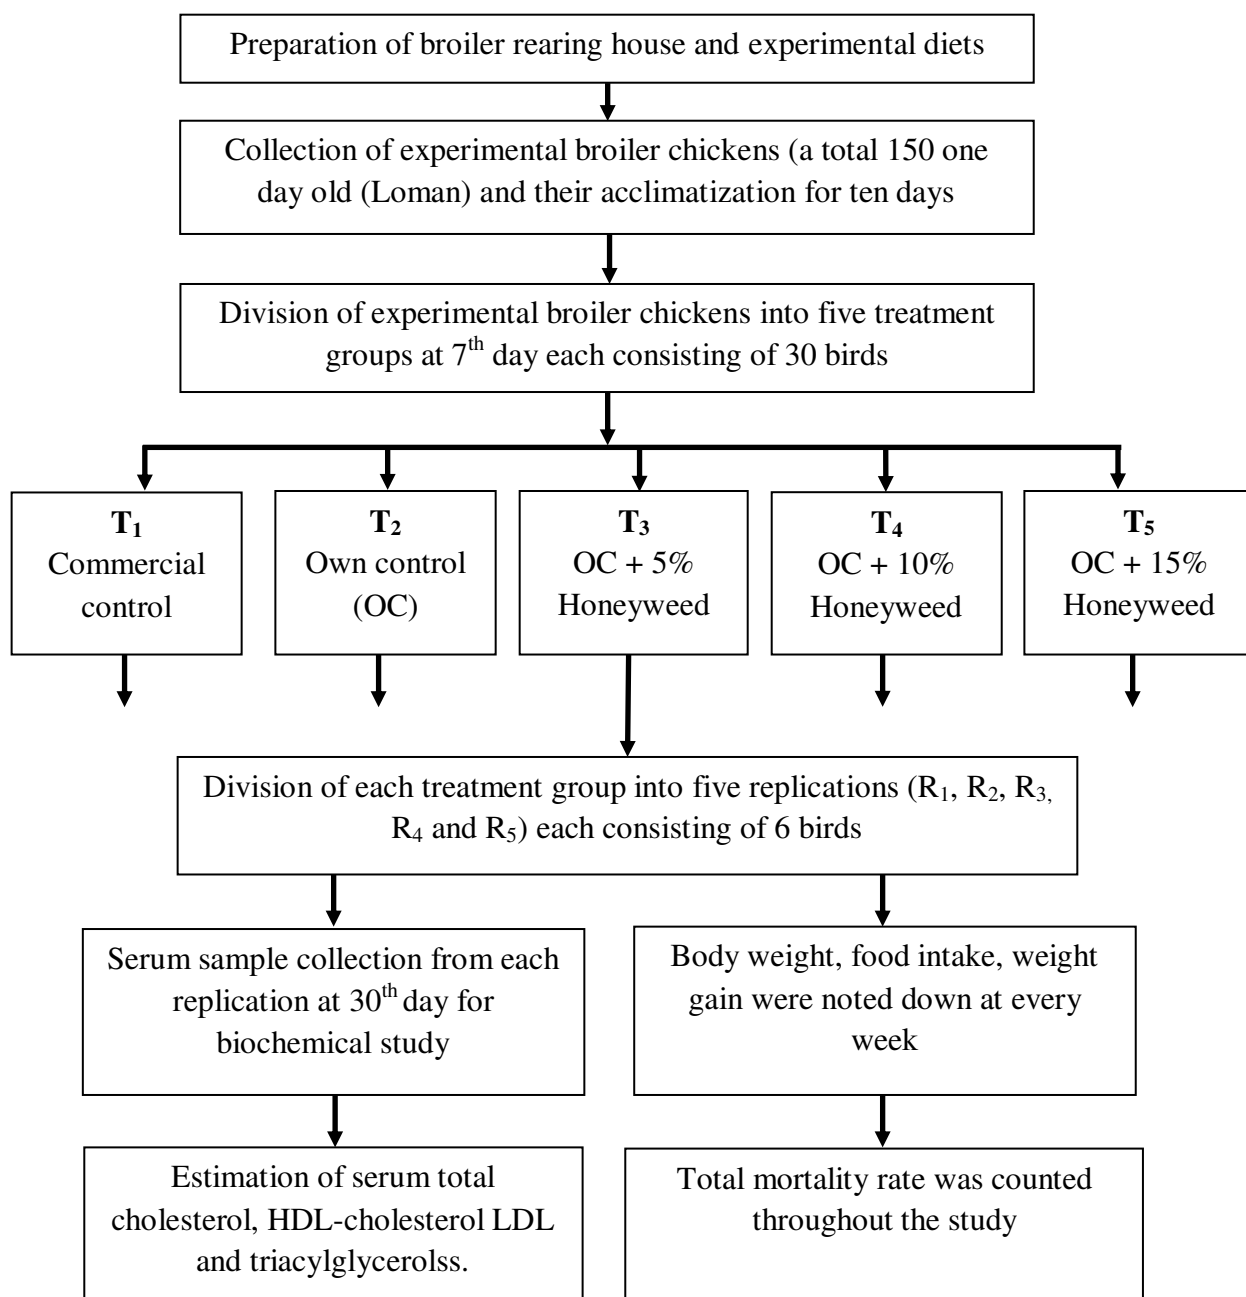 Preparation of broiler rearing house and experimental diets
Collection of experimental broiler chickens (a total 150 one
day old (Loman) and their acclimatization for ten days
Division of experimental broiler chickens into five treatment
groups at 7th day each consisting of 30 birds
T1
Commercial
control
T2
Own control
(OC)
T3
OC + 5%
Honeyweed
T4
OC + 10%
Honeyweed
T5
OC + 15%
Honeyweed
Division of each treatment group into five replications (R1, R2, R3,
R4 and R5) each consisting of 6 birds
Serum sample collection from each
replication at 30th day for
biochemical study
Body weight, food intake, weight
gain were noted down at every
week
Estimation of serum total
cholesterol, HDL-cholesterol LDL
and triacylglycerolss.
Total mortality rate was counted
throughout the study